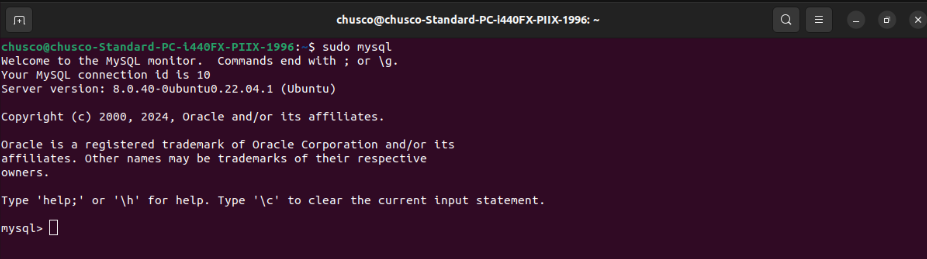 chusco@chusco-Standard-PC-i440FX-PIIX-1996: ~
chusco@chusco-Standard-PC-i440FX-PIIX-1996:~$ sudo mysql
Welcome to the MySQL monitor.  Commands end with ; or \g.
Your MySQL connection id is 10
Server version: 8.0.40-0ubuntu0.22.04.1 (Ubuntu)
Copyright (c) 2000, 2024, Oracle and/or its affiliates.
Oracle is a registered trademark of Oracle Corporation and/or its
affiliates. Other names may be trademarks of their respective
owners.
Type 'help;' or '\h' for help. Type '\c' to clear the current input statement.
mysql>